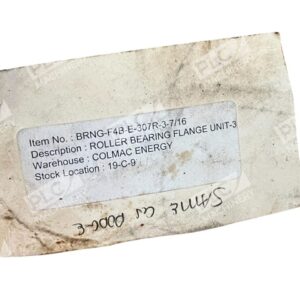 Item No. : BRNG-F4B-E-307R-3-7/16
Description : ROLLER BEARING FLANGE UNIT-3
Warehouse : COLMAC ENERGY
Stock Location : 19-C-9
SAME